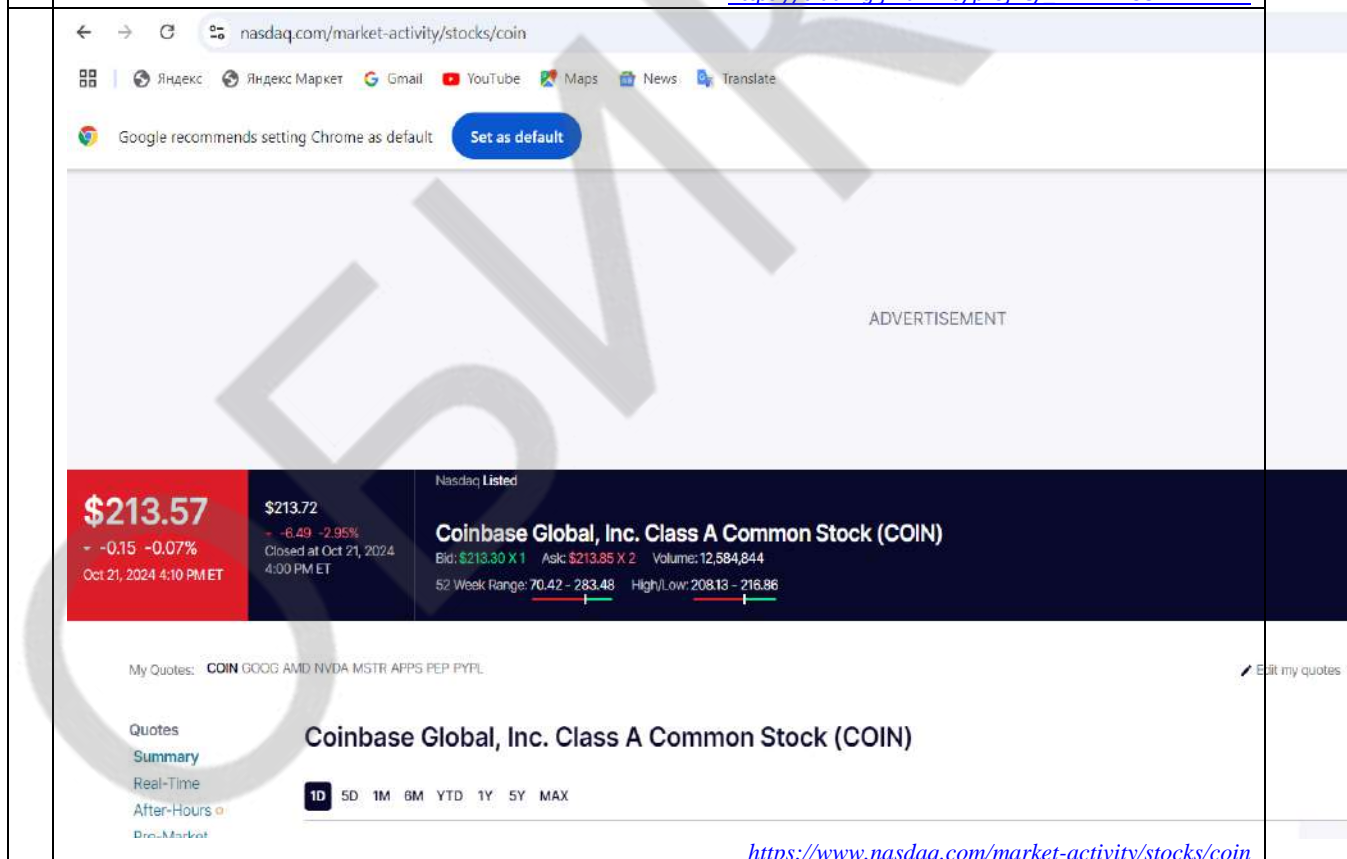 nasdaq.com/market-activity/stocks/coin
Яндекс Яндекс Маркет Gmail YouTube Maps News Translate
Google recommends setting Chrome as default Set as default
ADVERTISEMENT
Nasdaq Listed
$213.57
-0.15 -0.07%
Oct 21, 2024 4:10 PM ET
$213.72
-6.49 -2.95%
Closed at Oct 21, 2024
4:00 PM ET
Coinbase Global, Inc. Class A Common Stock (COIN)
Bid: $213.30 X 1 Ask: $213.85 X 2 Volume: 12,584,844
52 Week Range: 70.42 - 283.48 High/Low: 208.13 - 216.86
My Quotes: COIN GOOG AMD NVDA MSTR APPS PEP PYPL
Edit my quotes
Quotes
Summary
Real-Time
After-Hours
Pre-Market
Coinbase Global, Inc. Class A Common Stock (COIN)
1D 5D 1M 6M YTD 1Y 5Y MAX
https://www.nasdaq.com/market-activity/stocks/coin
ОБИК